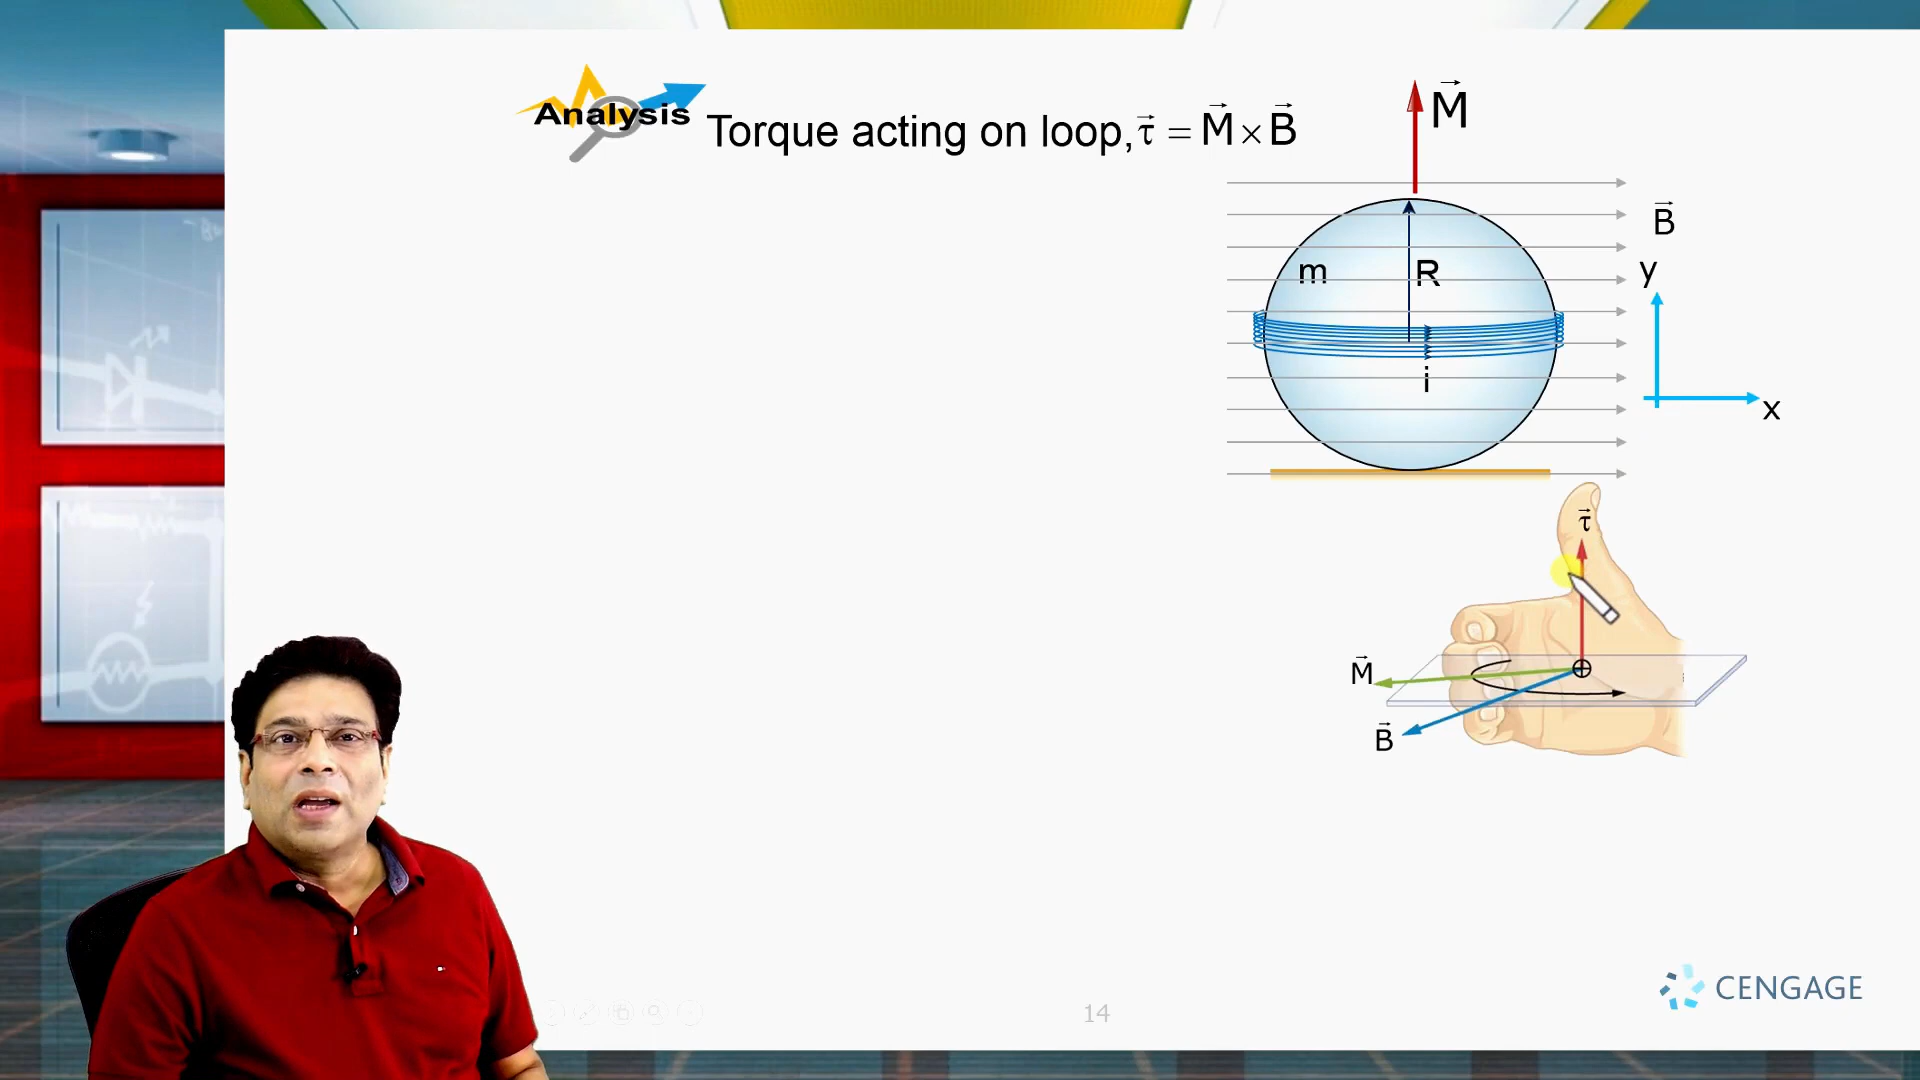 Analysis
Torque acting on loop, τ⃗ = M⃗ × B⃗
M⃗
B⃗
m
R
y
i
x
τ⃗
M⃗
B⃗
CENGAGE
14